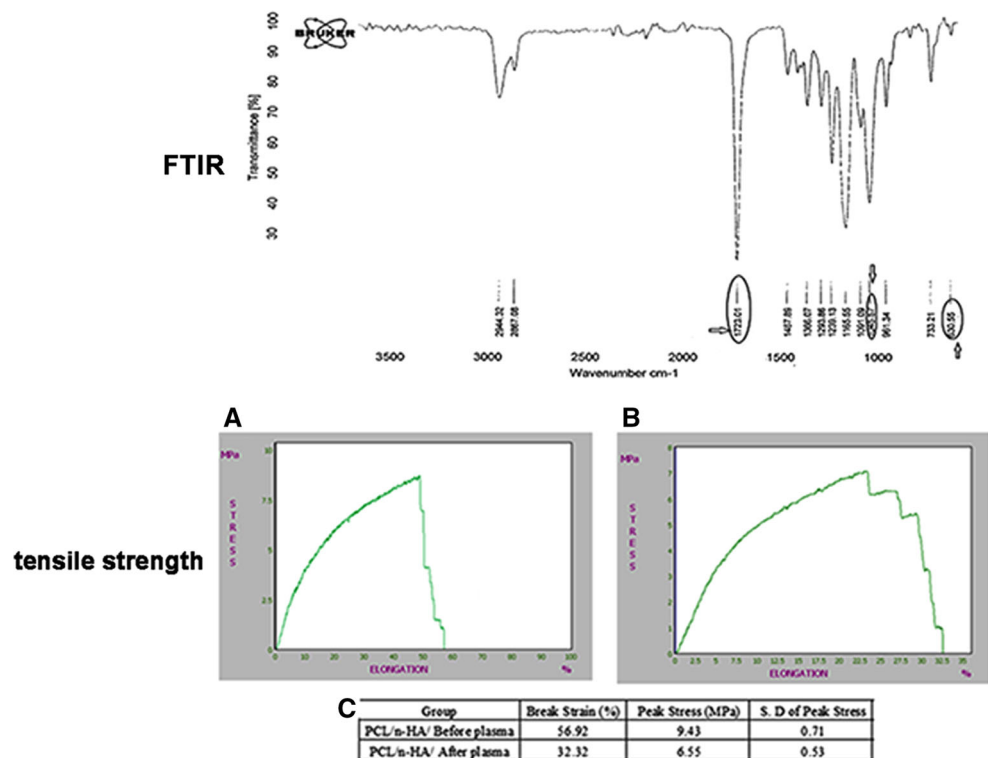 BRUKER
FTIR
Transmittance [%]
100
90
80
70
60
50
40
30
2944.32
2867.08
1723.01
1366.07
1293.86
1239.13
1165.55
1091.09
961.34
733.21
3500 3000 2500 2000 1500 1000
Wavenumber cm-1
tensile strength
A
MPa
STRESS
10
7.5
5
2.5
0
0 10 20 30 40 50 60 70 80 90 100
ELONGATION %
B
MPa
STRESS
8
7
6
5
4
3
2
1
0
0 2.5 5 7.5 10 12.5 15 17.5 20 22.5 25 27.5 30 32.5 35
ELONGATION %
C
Group Break Strain (%) Peak Stress (MPa) S. D of Peak Stress
PCL/n-HA/ Before plasma 56.92 9.43 0.71
PCL/n-HA/ After plasma 32.32 6.55 0.53